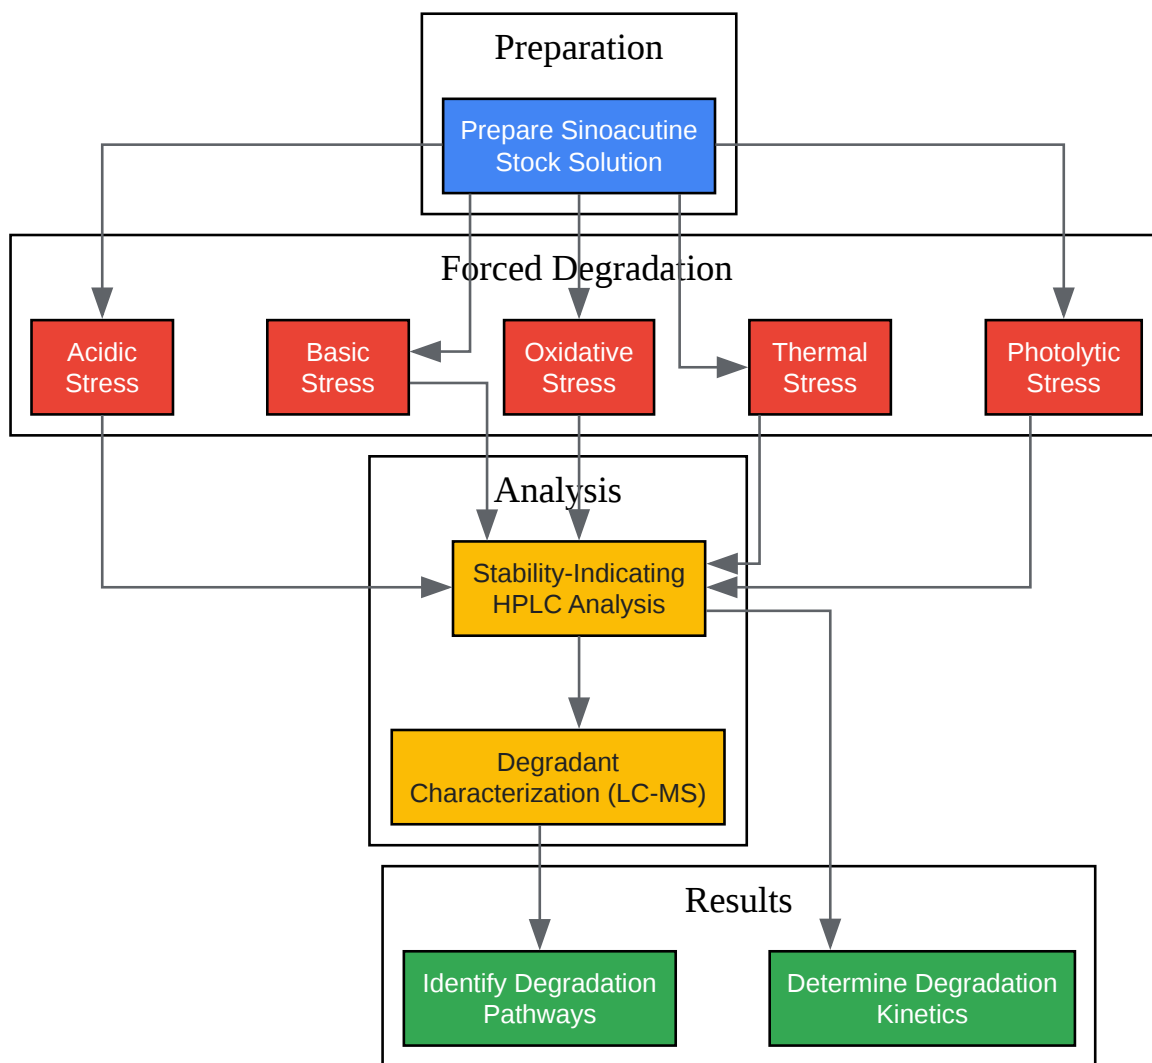 Preparation
Prepare Sinoacutine
Stock Solution
Forced Degradation
Acidic
Stress
Basic
Stress
Oxidative
Stress
Thermal
Stress
Photolytic
Stress
Analysis
Stability-Indicating
HPLC Analysis
Degradant
Characterization (LC-MS)
Results
Identify Degradation
Pathways
Determine Degradation
Kinetics